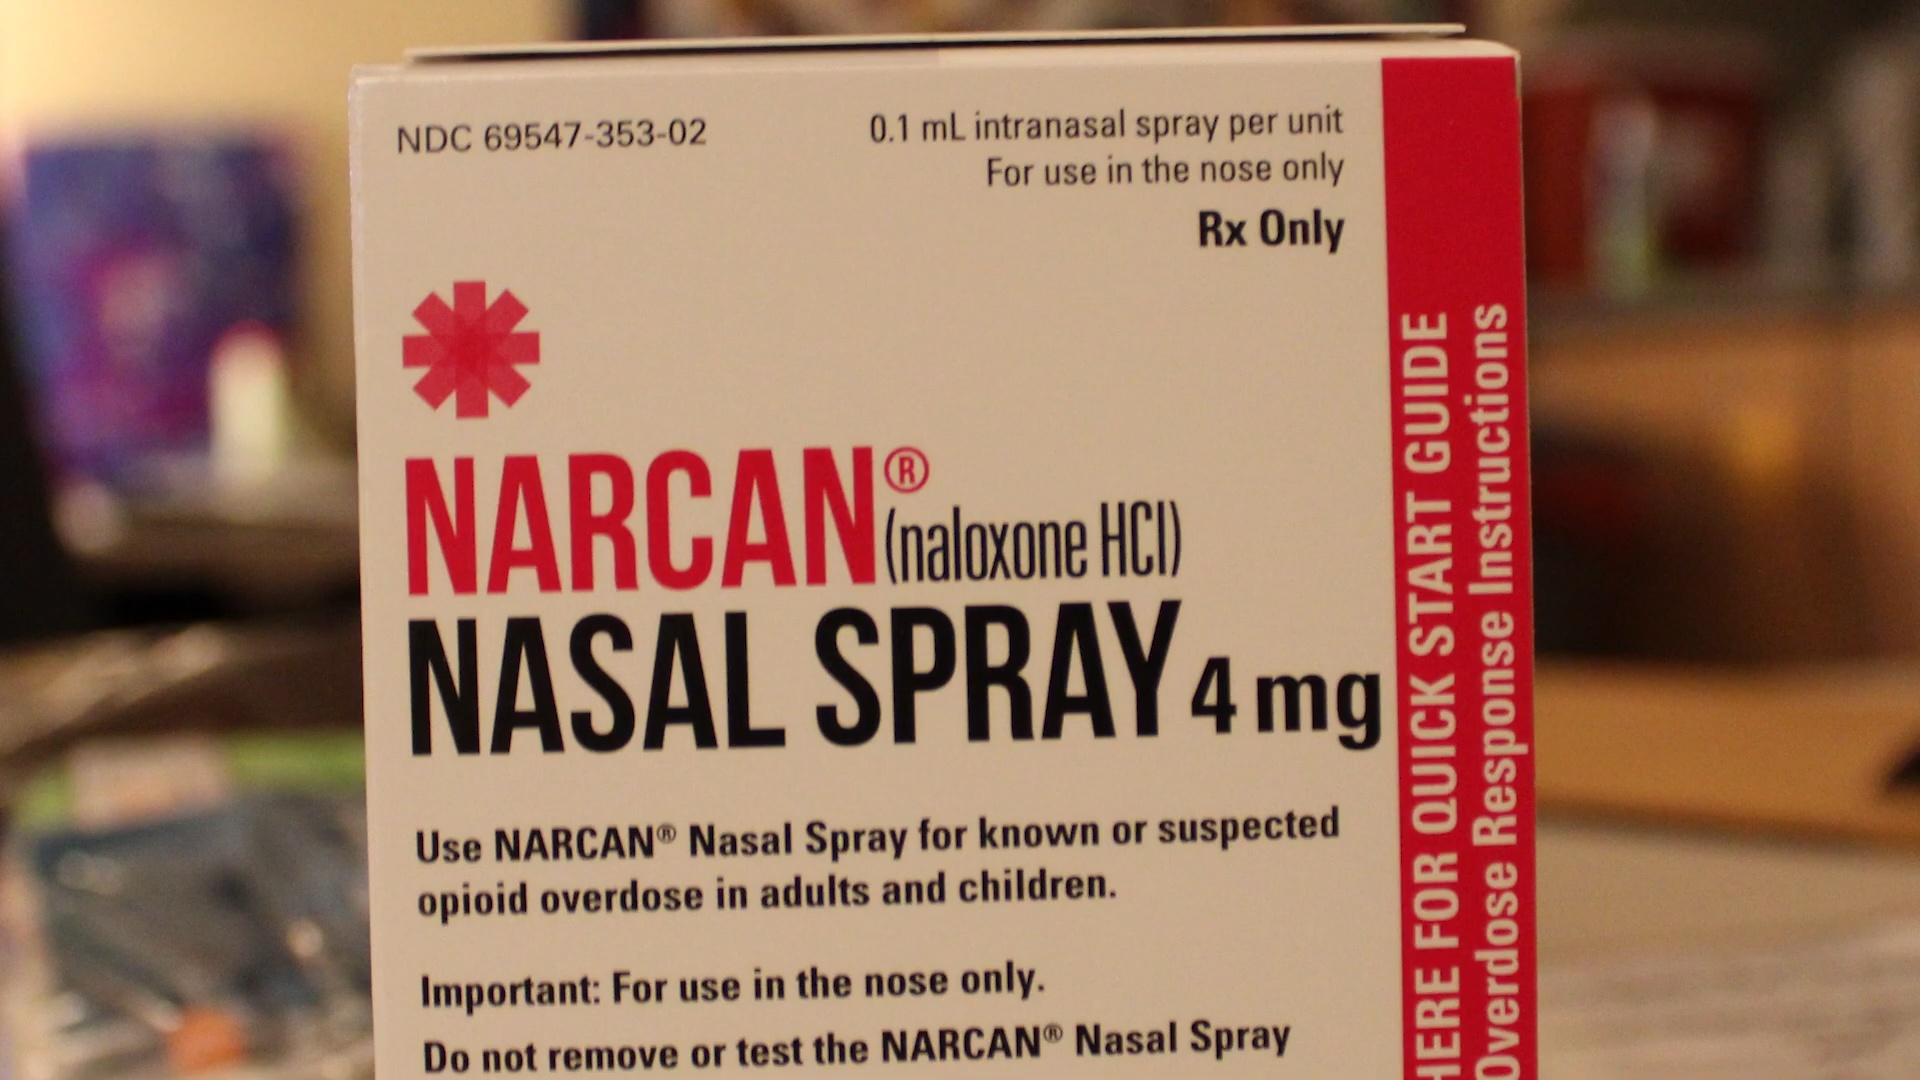 NDC 69547-353-02
0.1 mL intranasal spray per unit
For use in the nose only
Rx Only
NARCAN® (naloxone HCl)
NASAL SPRAY 4 mg
Use NARCAN® Nasal Spray for known or suspected
opioid overdose in adults and children.
Important: For use in the nose only.
Do not remove or test the NARCAN® Nasal Spray
HERE FOR QUICK START GUIDE
Overdose Response Instructions